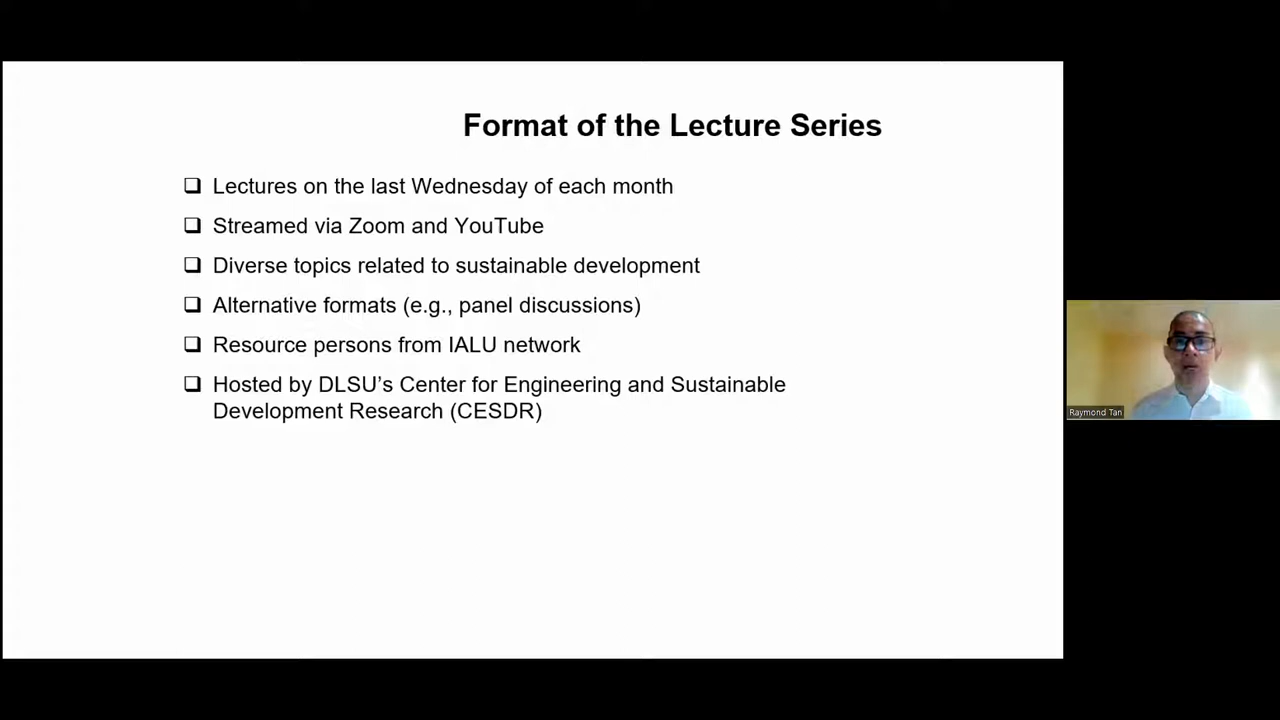 Format of the Lecture Series
❑ Lectures on the last Wednesday of each month
❑ Streamed via Zoom and YouTube
❑ Diverse topics related to sustainable development
❑ Alternative formats (e.g., panel discussions)
❑ Resource persons from IALU network
❑ Hosted by DLSU’s Center for Engineering and Sustainable
Development Research (CESDR)
Raymond Tan